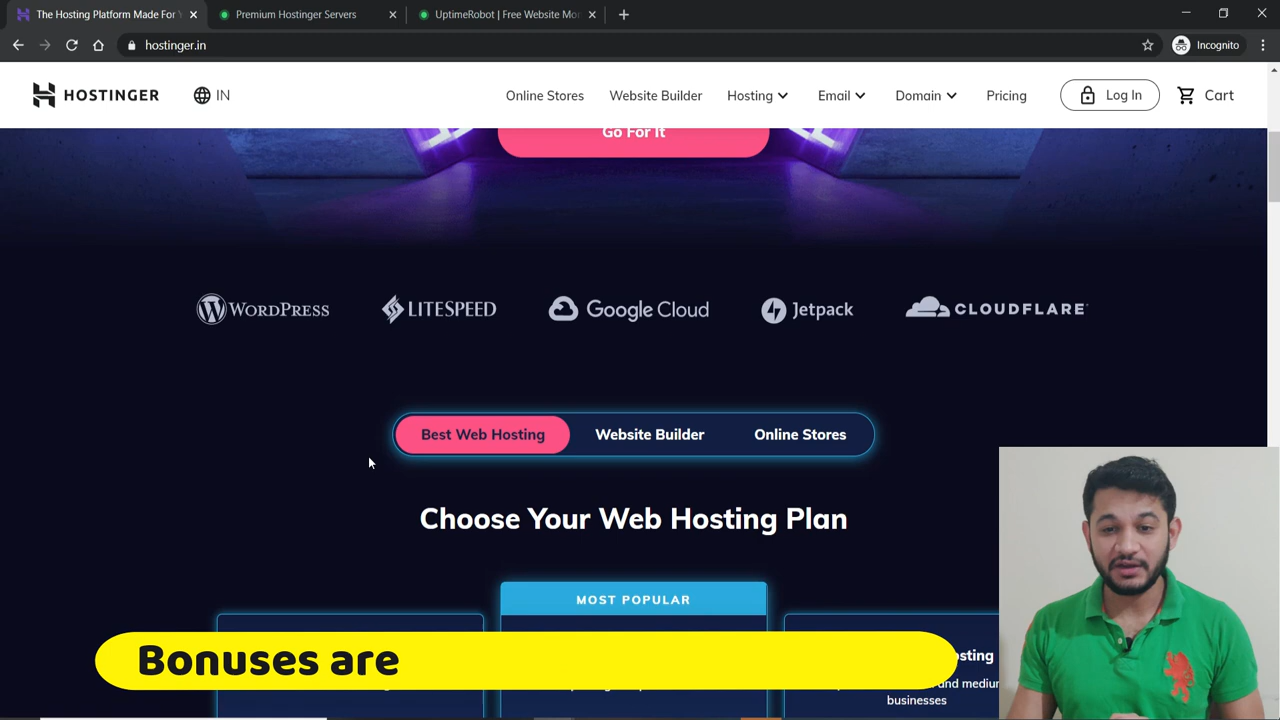 The Hosting Platform Made For
Premium Hostinger Servers
UptimeRobot | Free Website Mo
hostinger.in
Incognito
HOSTINGER
IN
Online Stores
Website Builder
Hosting
Email
Domain
Pricing
Log In
Cart
Go For It
WORDPRESS
LITESPEED
Google Cloud
Jetpack
CLOUDFLARE
Best Web Hosting
Website Builder
Online Stores
Choose Your Web Hosting Plan
MOST POPULAR
Bonuses are
and medium
businesses